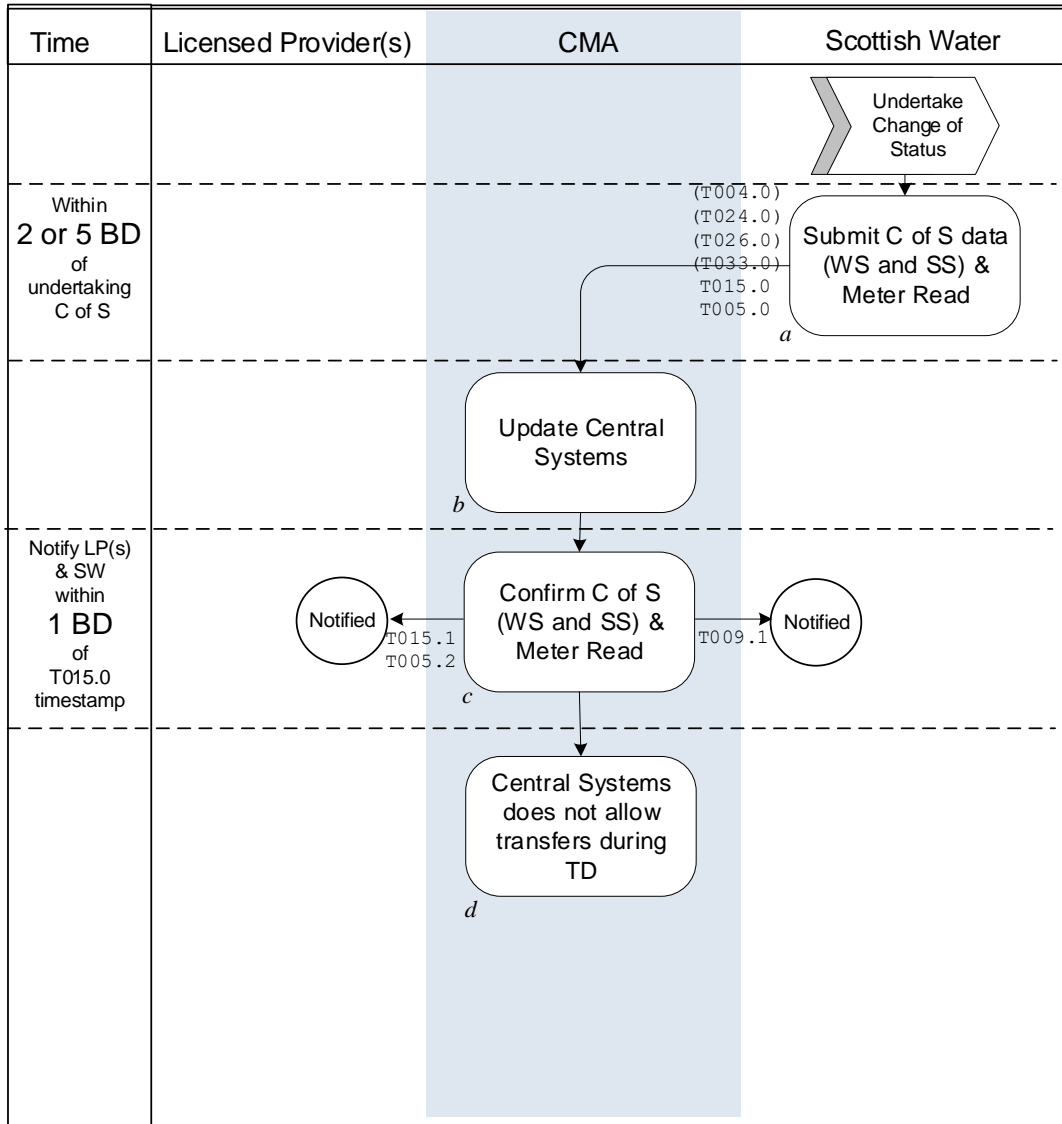 Time
Licensed Provider(s)
CMA
Scottish Water
Undertake
Change of
Status
Within
2 or 5 BD
of
undertaking
C of S
(T004.0)
(T024.0)
(T026.0)
(T033.0)
T015.0
T005.0
Submit C of S data
(WS and SS) &
Meter Read
a
Update Central
Systems
b
Notify LP(s)
& SW
within
1 BD
of
T015.0
timestamp
Notified
T015.1
T005.2
Confirm C of S
(WS and SS) &
Meter Read
c
T009.1
Notified
Central Systems
does not allow
transfers during
TD
d